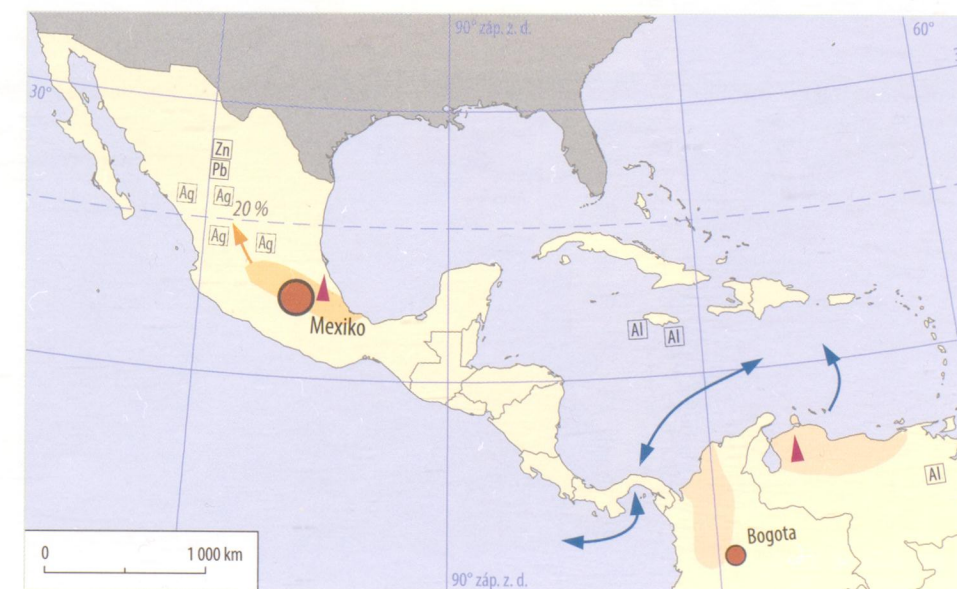 90° záp. z. d.
60°
30°
Zn
Pb
Ag
Ag
20 %
Ag
Ag
Mexiko
Al
Al
Al
Bogota
0
1 000 km
90° záp. z. d.